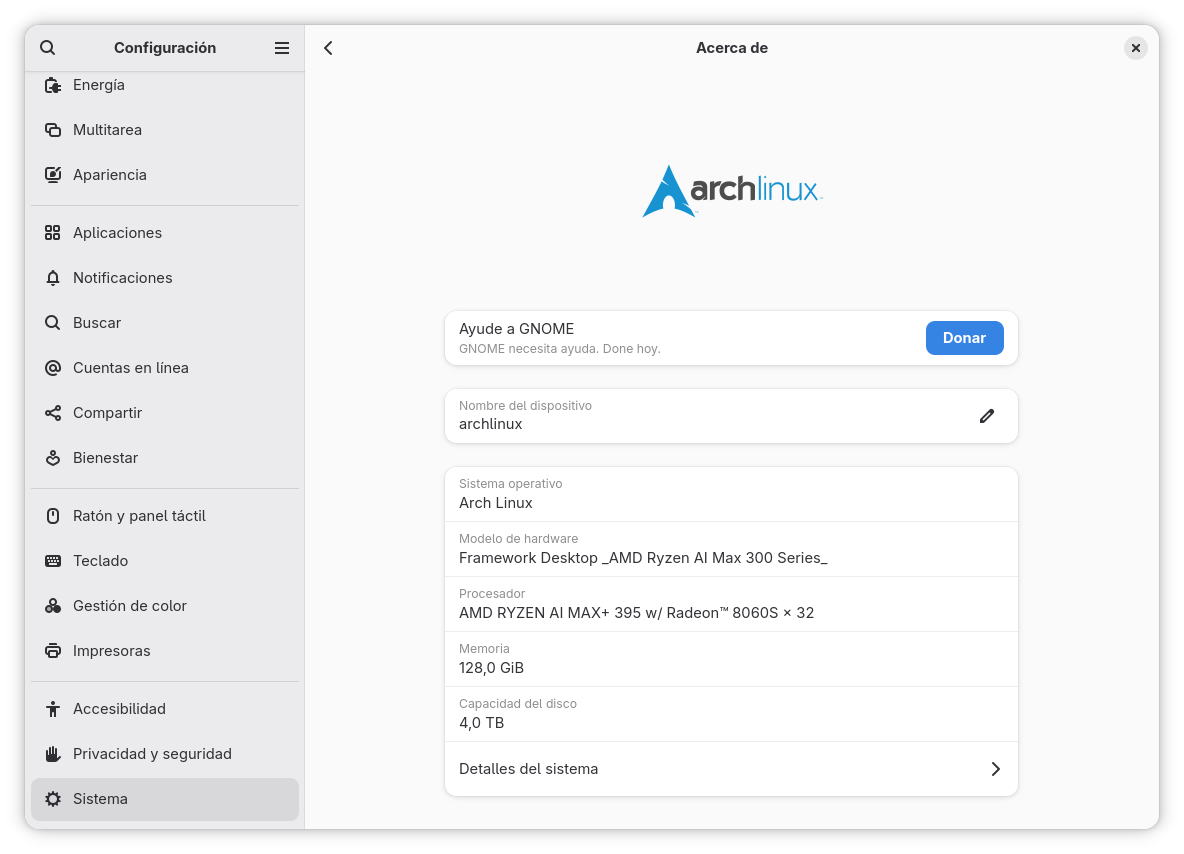 Configuración
Energía
Multitarea
Apariencia
Aplicaciones
Notificaciones
Buscar
Cuentas en línea
Compartir
Bienestar
Ratón y panel táctil
Teclado
Gestión de color
Impresoras
Accesibilidad
Privacidad y seguridad
Sistema
Acerca de
archlinux
Ayude a GNOME
GNOME necesita ayuda. Done hoy.
Donar
Nombre del dispositivo
archlinux
Sistema operativo
Arch Linux
Modelo de hardware
Framework Desktop _AMD Ryzen AI Max 300 Series_
Procesador
AMD RYZEN AI MAX+ 395 w/ Radeon™ 8060S × 32
Memoria
128,0 GiB
Capacidad del disco
4,0 TB
Detalles del sistema